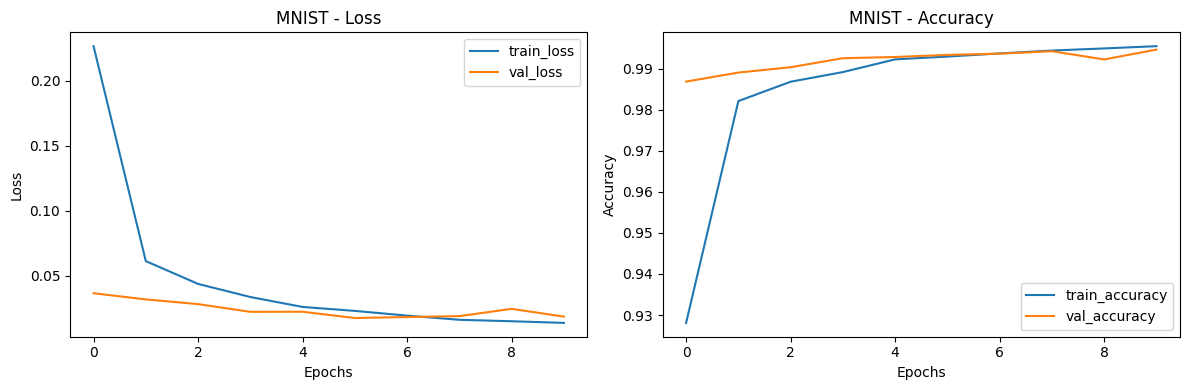 MNIST - Loss
train_loss
val_loss
0.20
0.15
0.10
0.05
Loss
0 2 4 6 8
Epochs
MNIST - Accuracy
0.99
0.98
0.97
0.96
0.95
0.94
0.93
Accuracy
train_accuracy
val_accuracy
0 2 4 6 8
Epochs